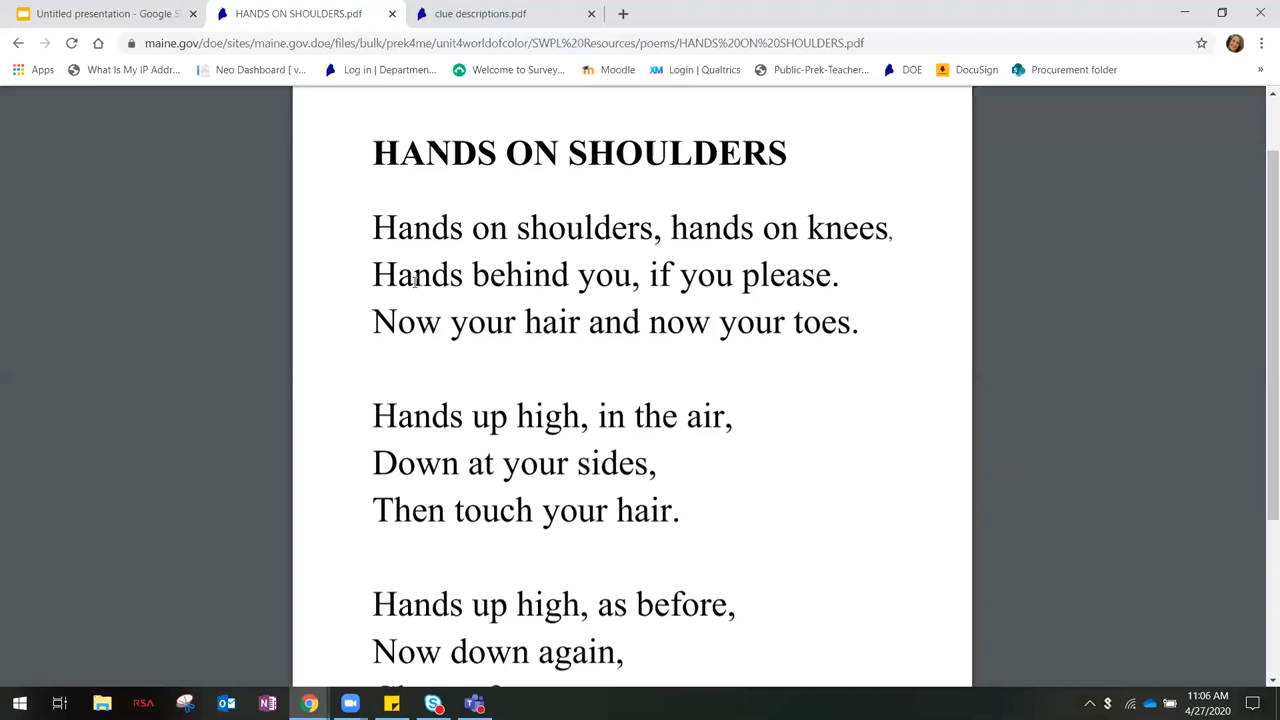 Untitled presentation - Google S
HANDS ON SHOULDERS.pdf
clue descriptions.pdf
maine.gov/doe/sites/maine.gov.doe/files/bulk/prek4me/unit4worldofcolor/SWPL%20Resources/poems/HANDS%20ON%20SHOULDERS.pdf
Apps
What Is My IP Addr...
Neo Dashboard [ v...
Log in | Departmen...
Welcome to Survey...
Moodle
Login | Qualtrics
Public-Prek-Teacher...
DOE
DocuSign
Procurement folder
HANDS ON SHOULDERS
Hands on shoulders, hands on knees,
Hands behind you, if you please.
Now your hair and now your toes.
Hands up high, in the air,
Down at your sides,
Then touch your hair.
Hands up high, as before,
Now down again,
RSA
11:06 AM
4/27/2020